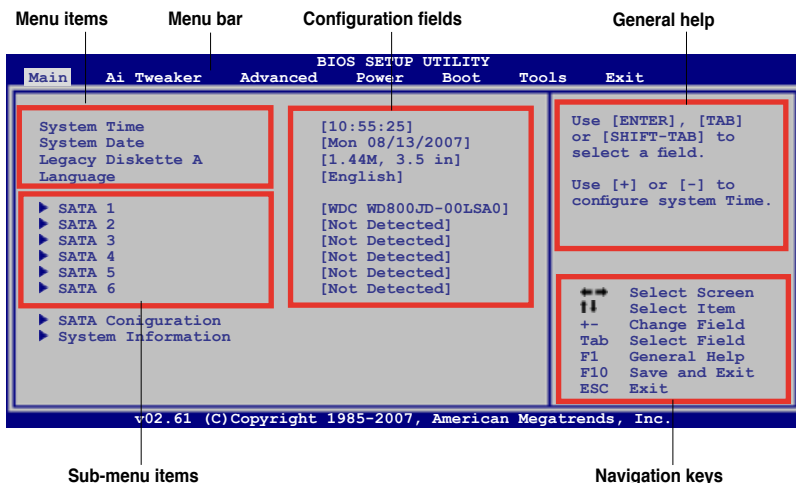 Menu items Menu bar Configuration fields General help
BIOS SETUP UTILITY
Main Ai Tweaker Advanced Power Boot Tools Exit
System Time [10:55:25]
System Date [Mon 08/13/2007]
Legacy Diskette A [1.44M, 3.5 in]
Language [English]
SATA 1 [WDC WD800JD-00LSA0]
SATA 2 [Not Detected]
SATA 3 [Not Detected]
SATA 4 [Not Detected]
SATA 5 [Not Detected]
SATA 6 [Not Detected]
SATA Coniguration
System Information
Use [ENTER], [TAB]
or [SHIFT-TAB] to
select a field.
Use [+] or [-] to
configure system Time.
←→ Select Screen
↑↓ Select Item
+- Change Field
Tab Select Field
F1 General Help
F10 Save and Exit
ESC Exit
v02.61 (C)Copyright 1985-2007, American Megatrends, Inc.
Sub-menu items Navigation keys